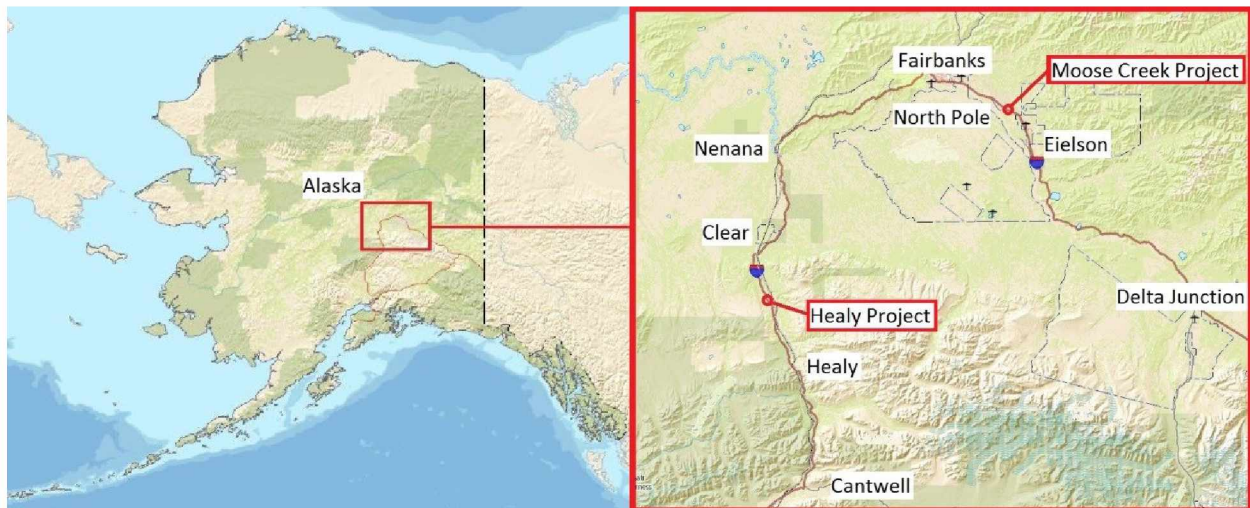 Alaska
Fairbanks
Moose Creek Project
North Pole
Nenana
Eielson
Clear
Delta Junction
Healy Project
Healy
Cantwell